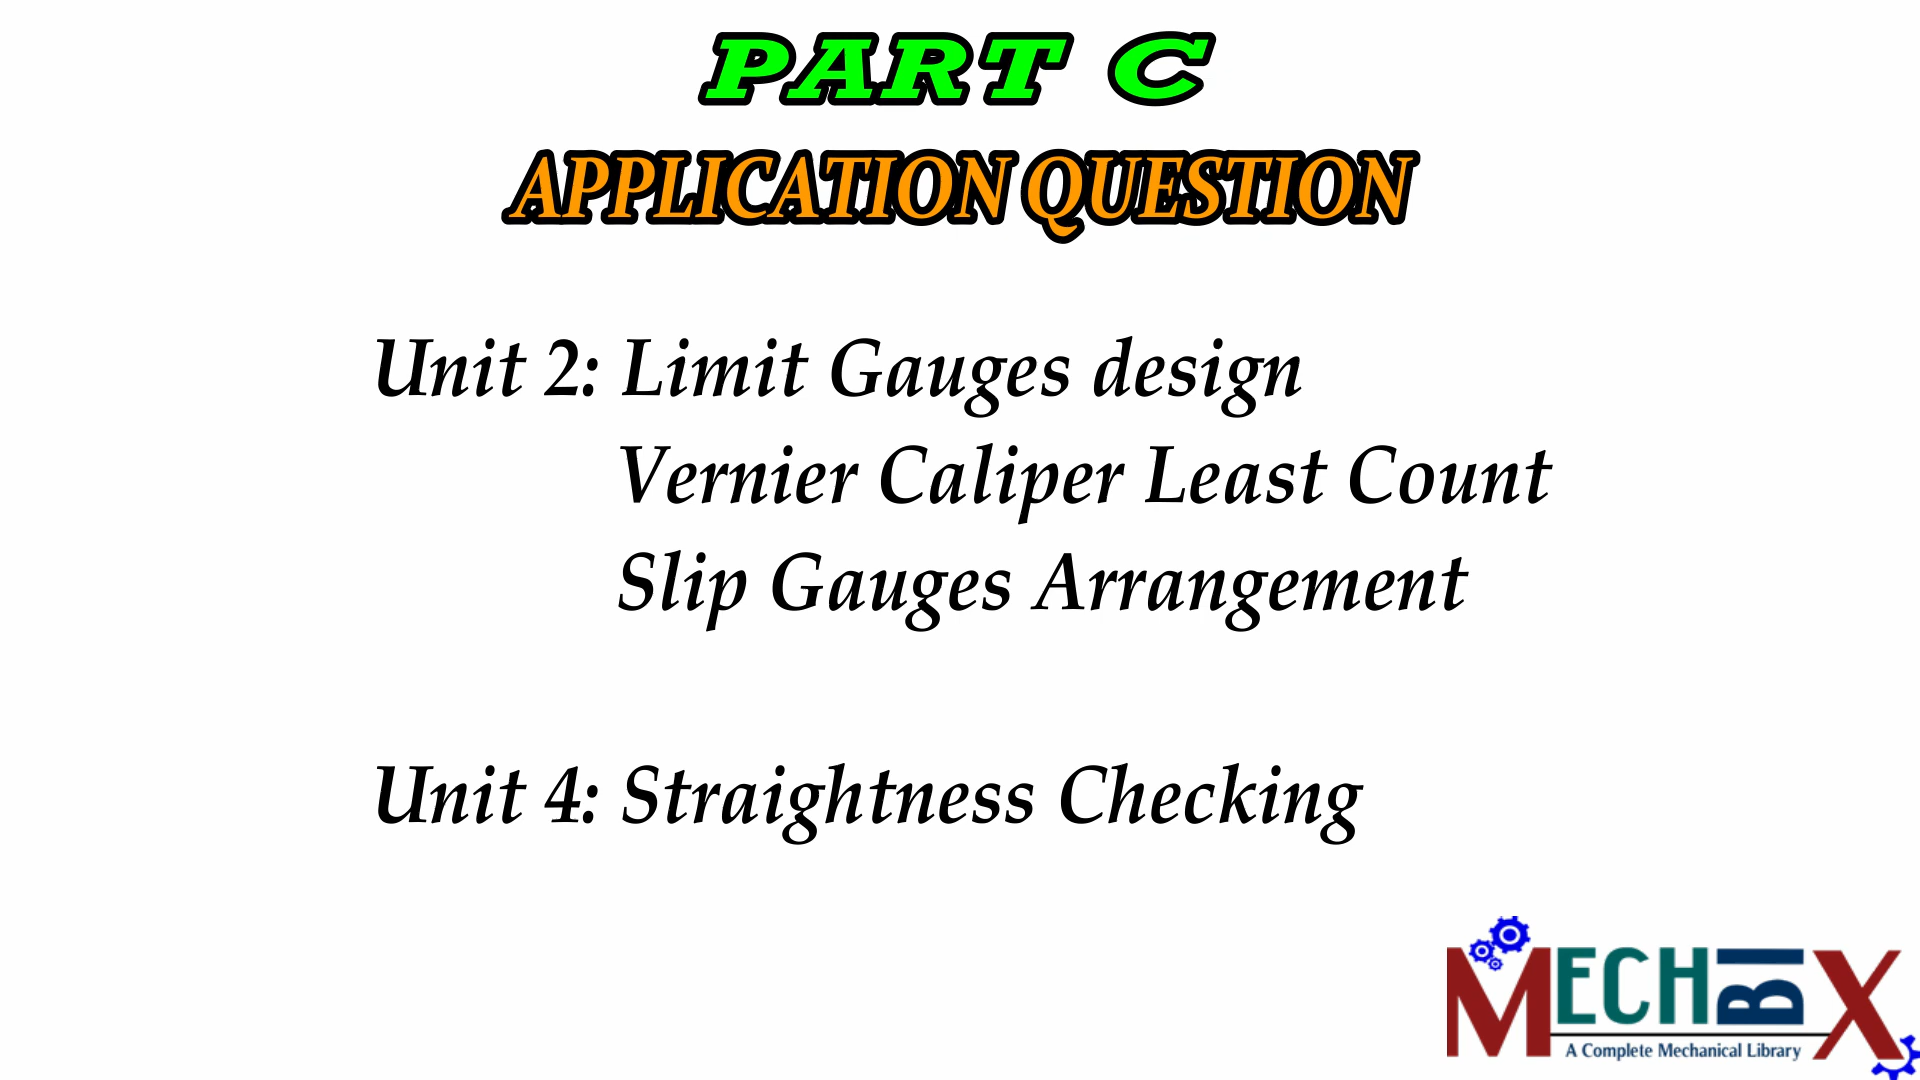 PART C
APPLICATION QUESTION
Unit 2: Limit Gauges design
Vernier Caliper Least Count
Slip Gauges Arrangement
Unit 4: Straightness Checking
MECHBIX
A Complete Mechanical Library